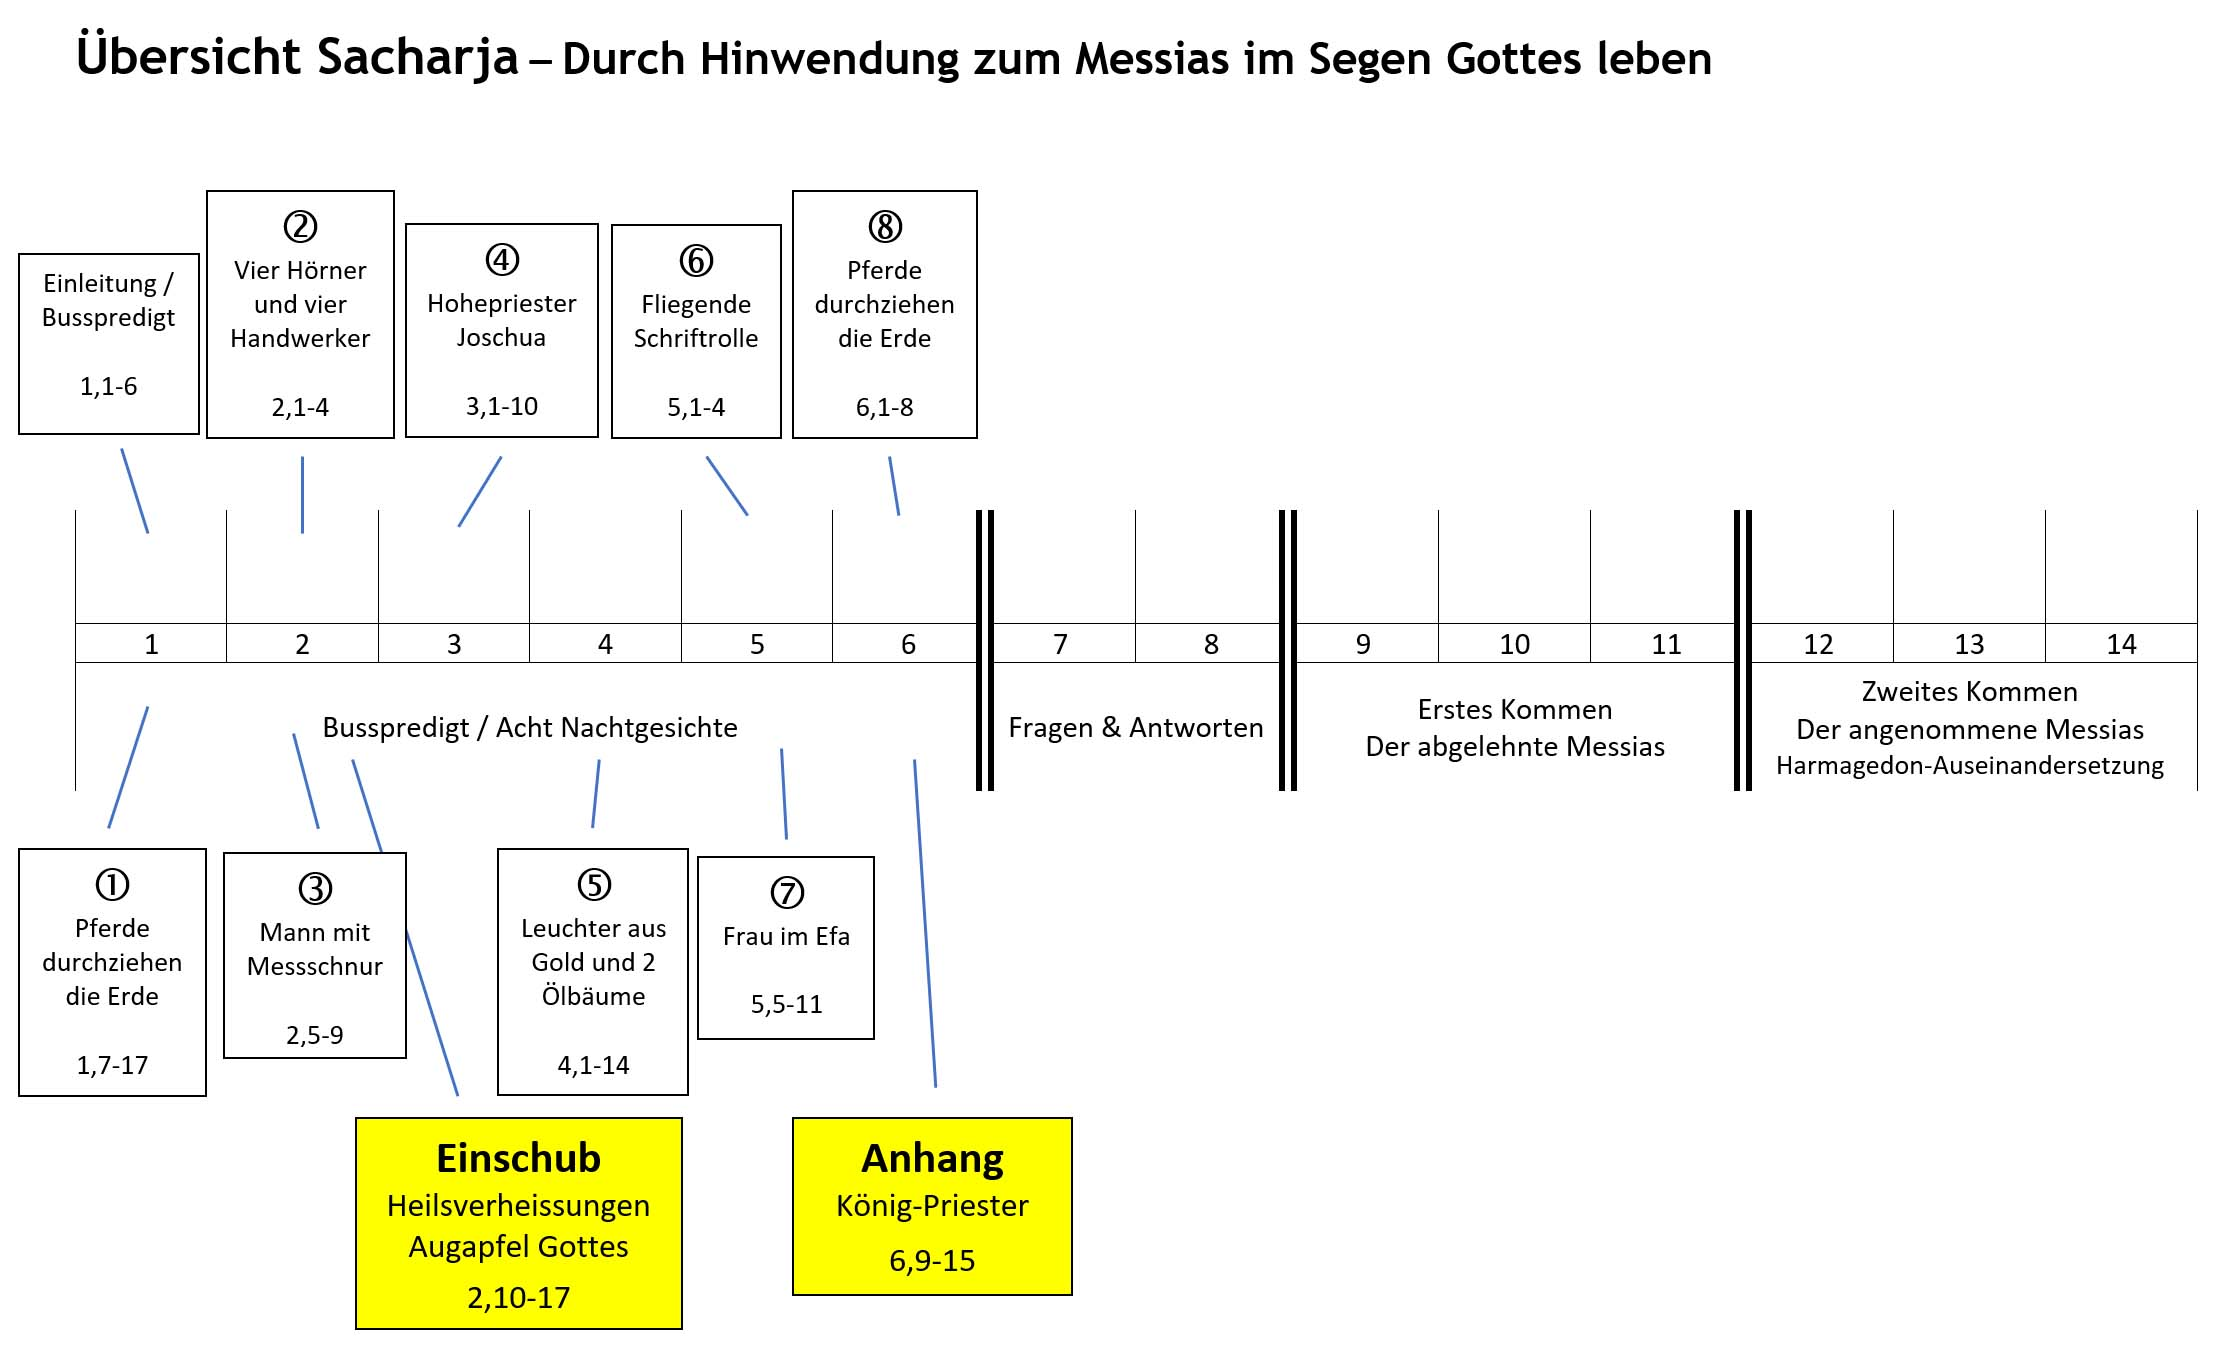 Übersicht Sacharja – Durch Hinwendung zum Messias im Segen Gottes leben
Einleitung /
Busspredigt
1,1-6
②
Vier Hörner
und vier
Handwerker
2,1-4
④
Hohepriester
Joschua
3,1-10
⑥
Fliegende
Schriftrolle
5,1-4
⑧
Pferde
durchziehen
die Erde
6,1-8
1 2 3 4 5 6 7 8 9 10 11 12 13 14
Busspredigt / Acht Nachtgesichte
Fragen & Antworten
Erstes Kommen
Der abgelehnte Messias
Zweites Kommen
Der angenommene Messias
Harmagedon-Auseinandersetzung
①
Pferde
durchziehen
die Erde
1,7-17
③
Mann mit
Messschnur
2,5-9
⑤
Leuchter aus
Gold und 2
Ölbäume
4,1-14
⑦
Frau im Efa
5,5-11
Einschub
Heilsverheissungen
Augapfel Gottes
2,10-17
Anhang
König-Priester
6,9-15